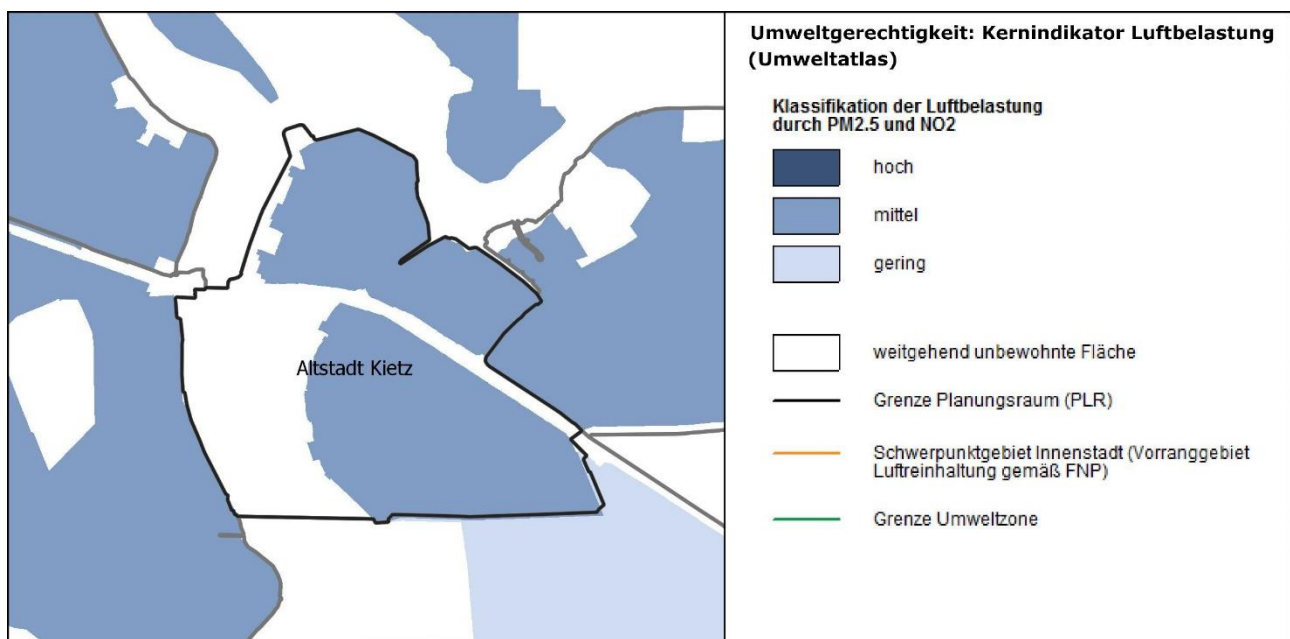 Umweltgerechtigkeit: Kernindikator Luftbelastung
(Umweltatlas)
Klassifikation der Luftbelastung
durch PM2.5 und NO2
hoch
mittel
gering
weitgehend unbewohnte Fläche
Grenze Planungsraum (PLR)
Schwerpunktgebiet Innenstadt (Vorranggebiet
Luftreinhaltung gemäß FNP)
Grenze Umweltzone
Altstadt Kietz